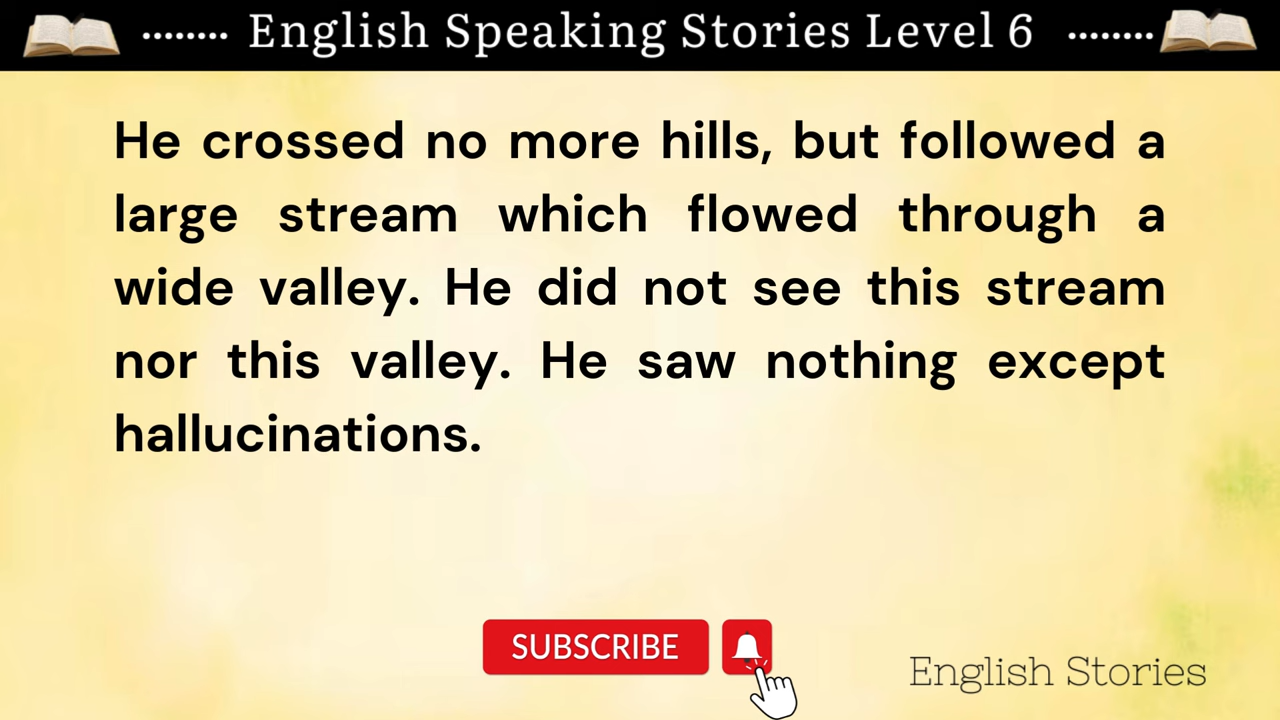 English Speaking Stories Level 6
He crossed no more hills, but followed a
large stream which flowed through a
wide valley. He did not see this stream
nor this valley. He saw nothing except
hallucinations.
SUBSCRIBE
English Stories